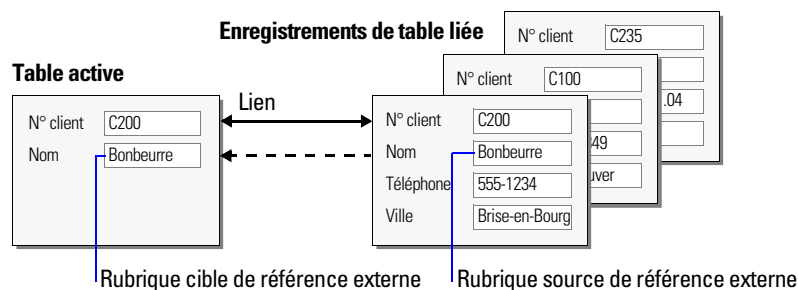 Enregistrements de table liée
N° client C235
.04
N° client C100
49
uver
Table active
N° client C200
Nom Bonbeurre
Lien
N° client C200
Nom Bonbeurre
Téléphone 555-1234
Ville Brise-en-Bourg
Rubrique cible de référence externe
Rubrique source de référence externe